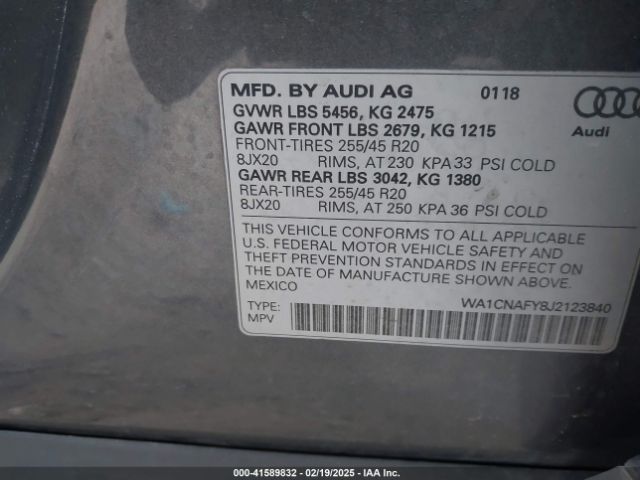 MFD. BY AUDI AG 0118
GVWR LBS 5456, KG 2475
GAWR FRONT LBS 2679, KG 1215
FRONT-TIRES 255/45 R20
8JX20 RIMS, AT 230 KPA 33 PSI COLD
GAWR REAR LBS 3042, KG 1380
REAR-TIRES 255/45 R20
8JX20 RIMS, AT 250 KPA 36 PSI COLD
Audi
THIS VEHICLE CONFORMS TO ALL APPLICABLE
U.S. FEDERAL MOTOR VEHICLE SAFETY AND
THEFT PREVENTION STANDARDS IN EFFECT ON
THE DATE OF MANUFACTURE SHOWN ABOVE.
MEXICO
WA1CNAFY8J2123840
TYPE:
MPV
000-41589832 - 02/19/2025 - IAAI.COM